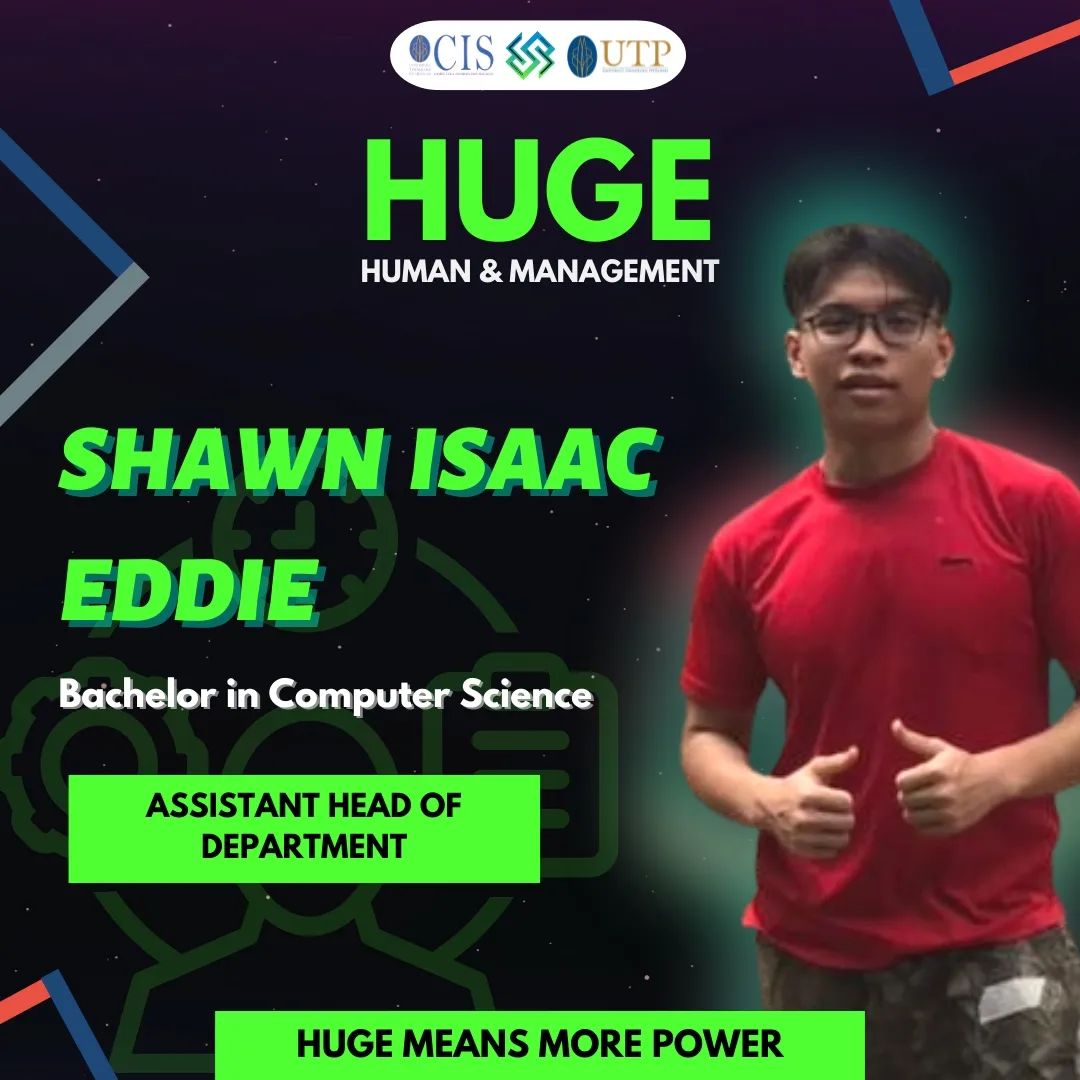 CIS
UTP
HUGE
HUMAN & MANAGEMENT
SHAWN ISAAC
EDDIE
Bachelor in Computer Science
ASSISTANT HEAD OF
DEPARTMENT
HUGE MEANS MORE POWER